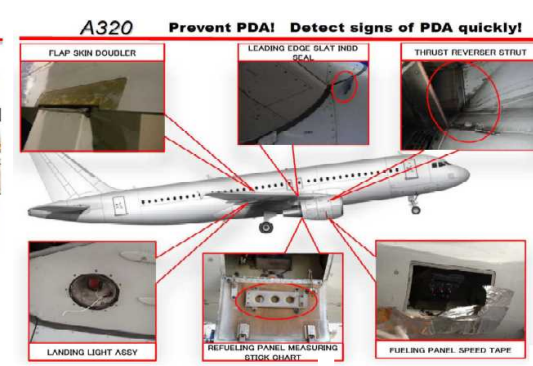 A320 Prevent PDA! Detect signs of PDA quickly!
FLAP SKIN DOUBLER
LEADING EDGE SLAT INBD
SEAL
THRUST REVERSER STRUT
LANDING LIGHT ASSY
REFUELING PANEL MEASURING
STICK CHART
FUELING PANEL SPEED TAPE